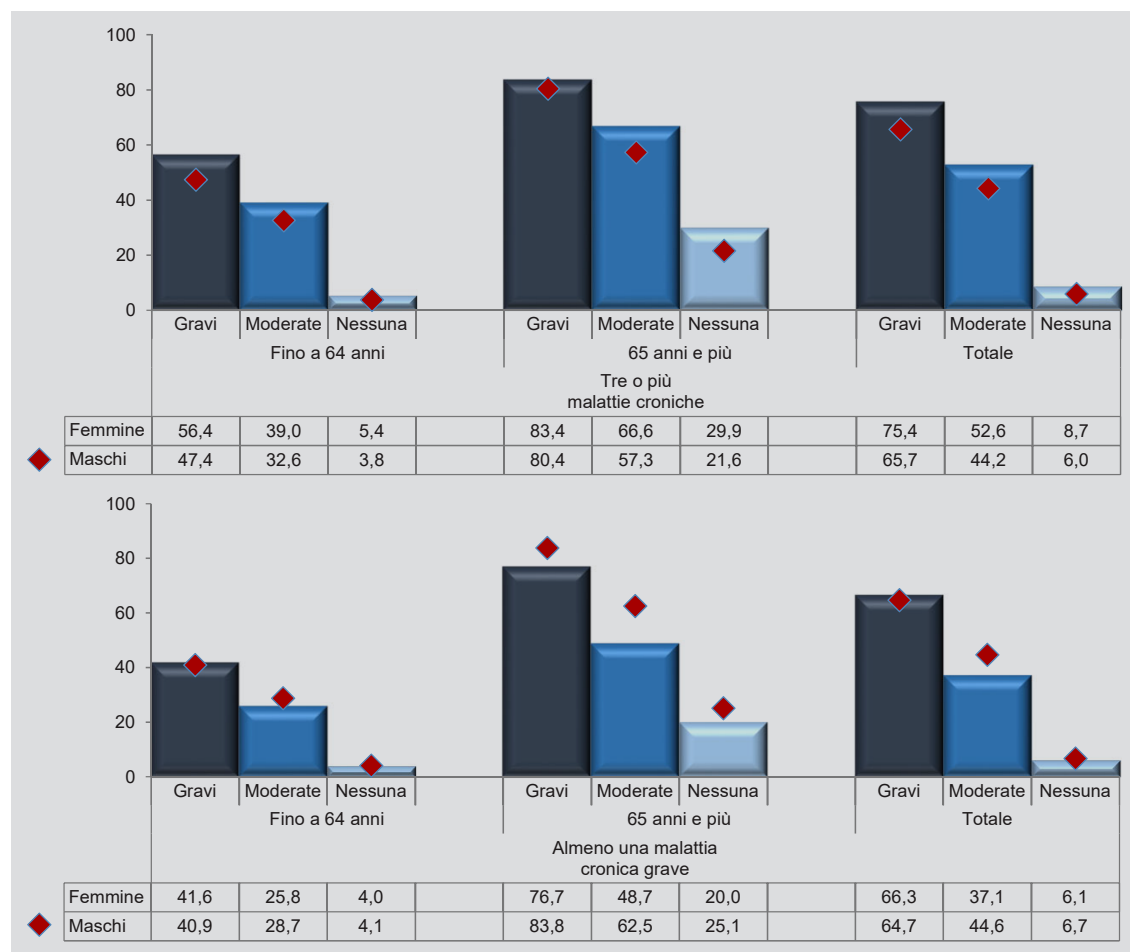 100
80
60
40
20
0
Gravi Moderate Nessuna Gravi Moderate Nessuna Gravi Moderate Nessuna
Fino a 64 anni 65 anni e più Totale
Tre o più
malattie croniche
Femmine 56,4 39,0 5,4 83,4 66,6 29,9 75,4 52,6 8,7
Maschi 47,4 32,6 3,8 80,4 57,3 21,6 65,7 44,2 6,0
100
80
60
40
20
0
Gravi Moderate Nessuna Gravi Moderate Nessuna Gravi Moderate Nessuna
Fino a 64 anni 65 anni e più Totale
Almeno una malattia
cronica grave
Femmine 41,6 25,8 4,0 76,7 48,7 20,0 66,3 37,1 6,1
Maschi 40,9 28,7 4,1 83,8 62,5 25,1 64,7 44,6 6,7